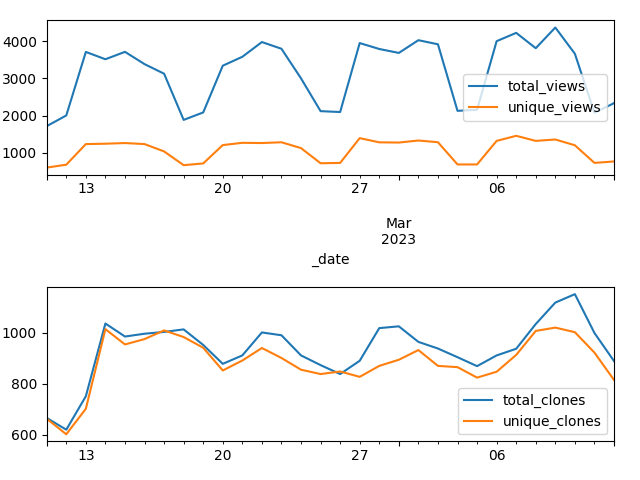 4000
3000
2000
1000
total_views
unique_views
13
20
27
06
Mar
2023
_date
1000
800
600
total_clones
unique_clones
13
20
27
06